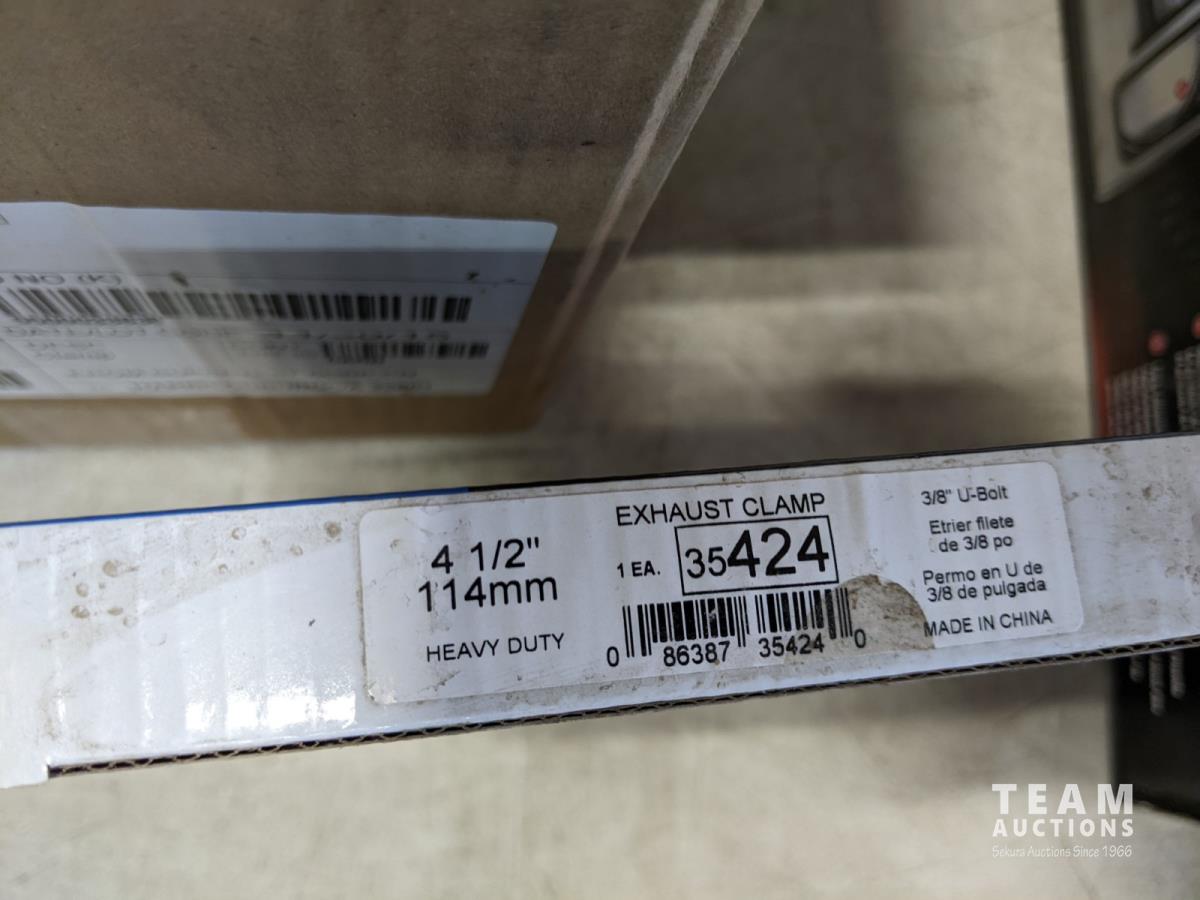 4 1/2"
114mm
HEAVY DUTY
EXHAUST CLAMP
1 EA. 35424
0 86387 35424 0
3/8" U-Bolt
Etrier filete
de 3/8 po
Permo en U de
3/8 de pulgada
MADE IN CHINA
TEAM
AUCTIONS
Sekura Auctions Since 1966